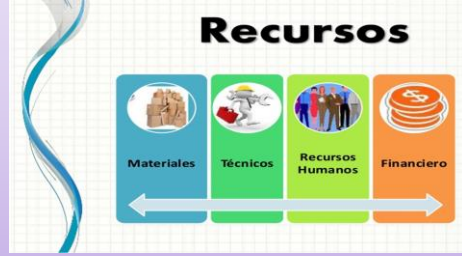 Recursos
Materiales
Técnicos
Recursos
Humanos
Financiero